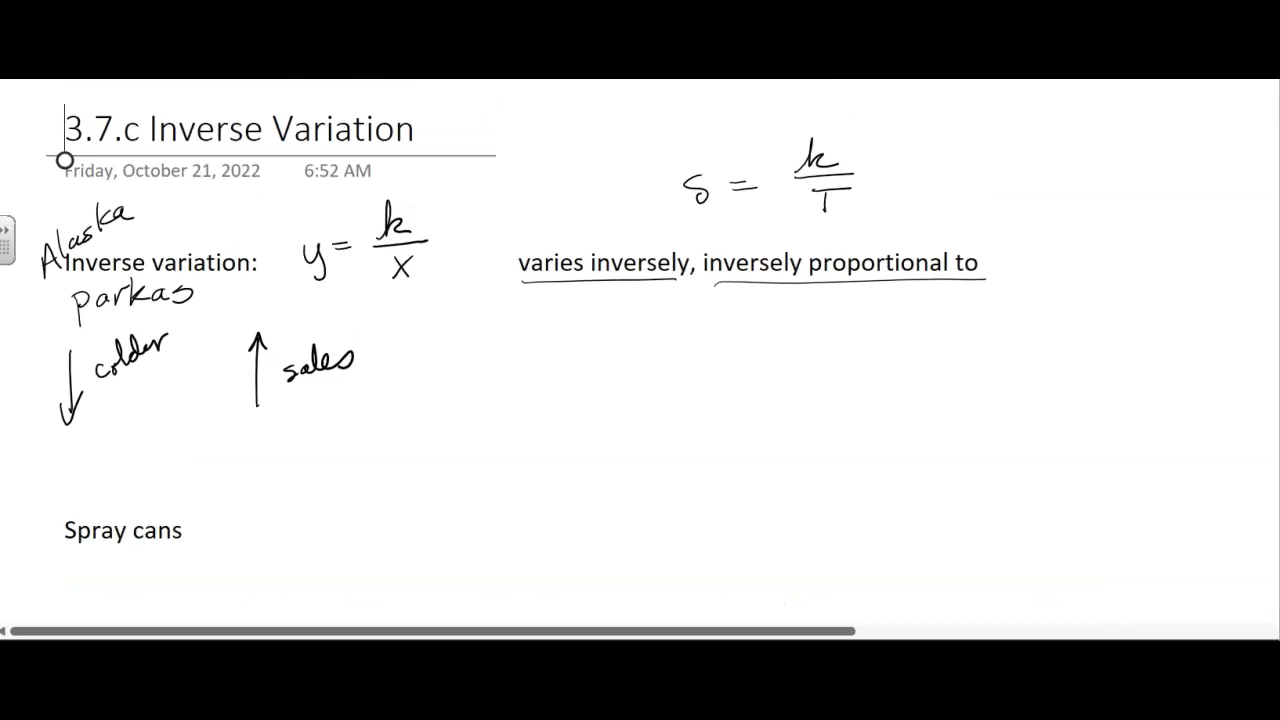 3.7.c Inverse Variation
Friday, October 21, 2022 6:52 AM
s = k/T
Alaska
Inverse variation: y = k/x varies inversely, inversely proportional to
parkas
↓ colder ↑ sales
Spray cans